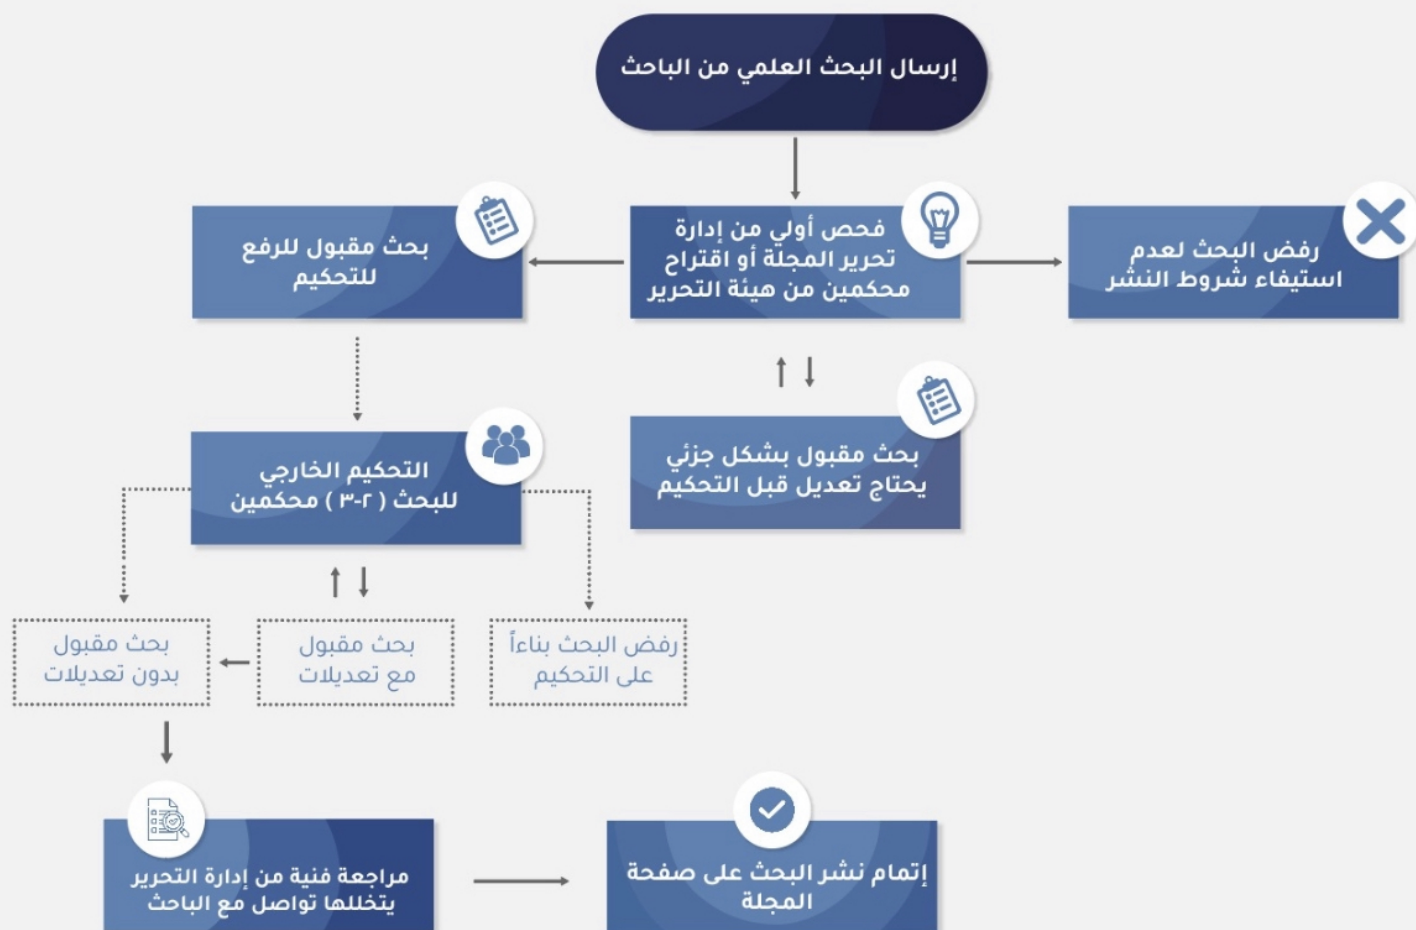 إرسال البحث العلمي من الباحث
رفض البحث لعدم
استيفاء شروط النشر
فحص أولي من إدارة
تحرير المجلة أو اقتراح
محكمين من هيئة التحرير
بحث مقبول للرفع
للتحكيم
بحث مقبول بشكل جزئي
يحتاج تعديل قبل التحكيم
التحكيم الخارجي
للبحث ( ٢-٣ ) محكمين
رفض البحث بناءاً
على التحكيم
بحث مقبول
مع تعديلات
بحث مقبول
بدون تعديلات
مراجعة فنية من إدارة التحرير
يتخللها تواصل مع الباحث
إتمام نشر البحث على صفحة
المجلة